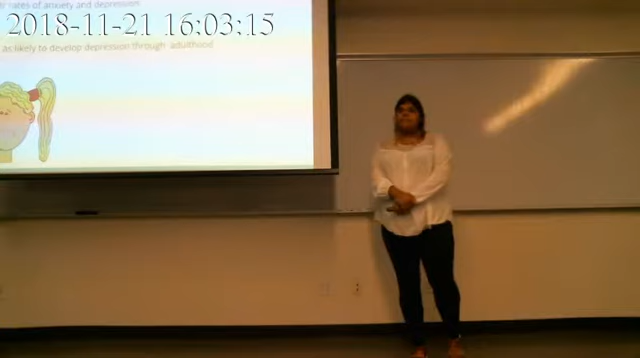 rates of anxiety and depression
2018-11-21 16:03:15
As likely to develop depression through adulthood